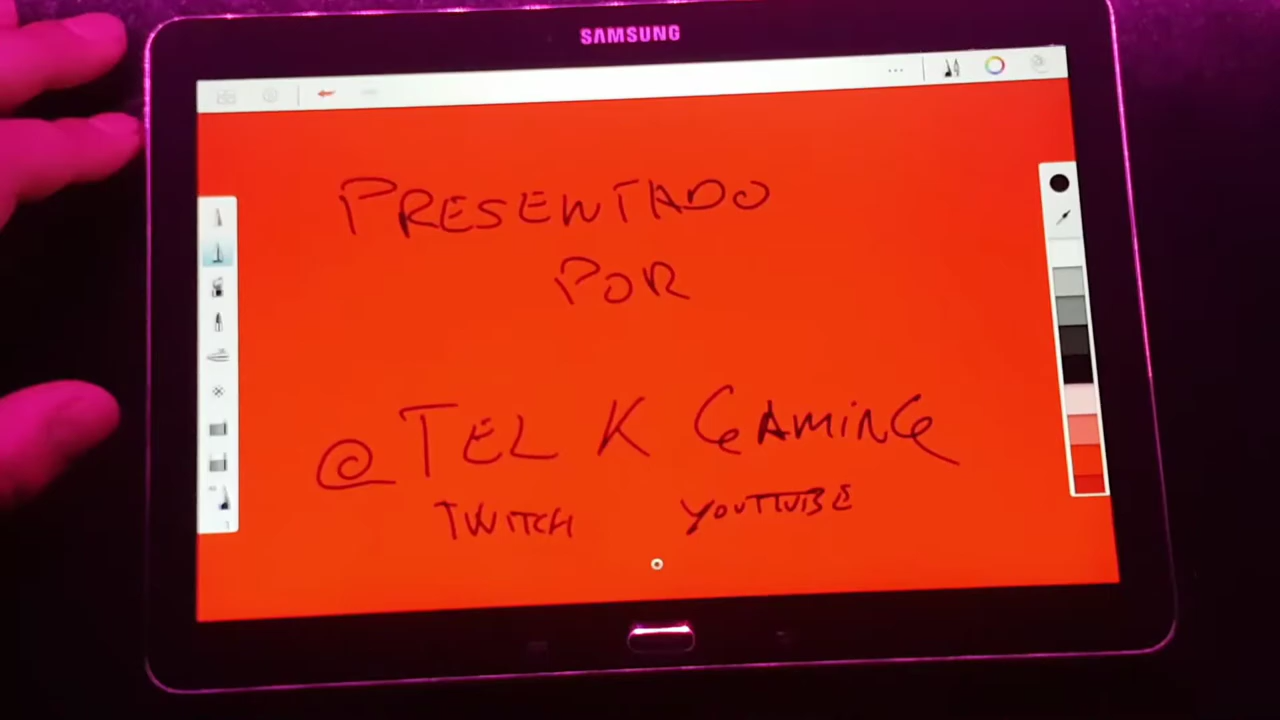 SAMSUNG
PRESENTADO
POR
@TEL K GAMING
TWITCH YOUTUBE